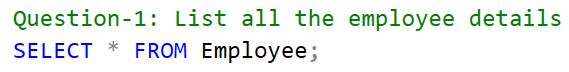 Question-1: List all the employee details
SELECT * FROM Employee;